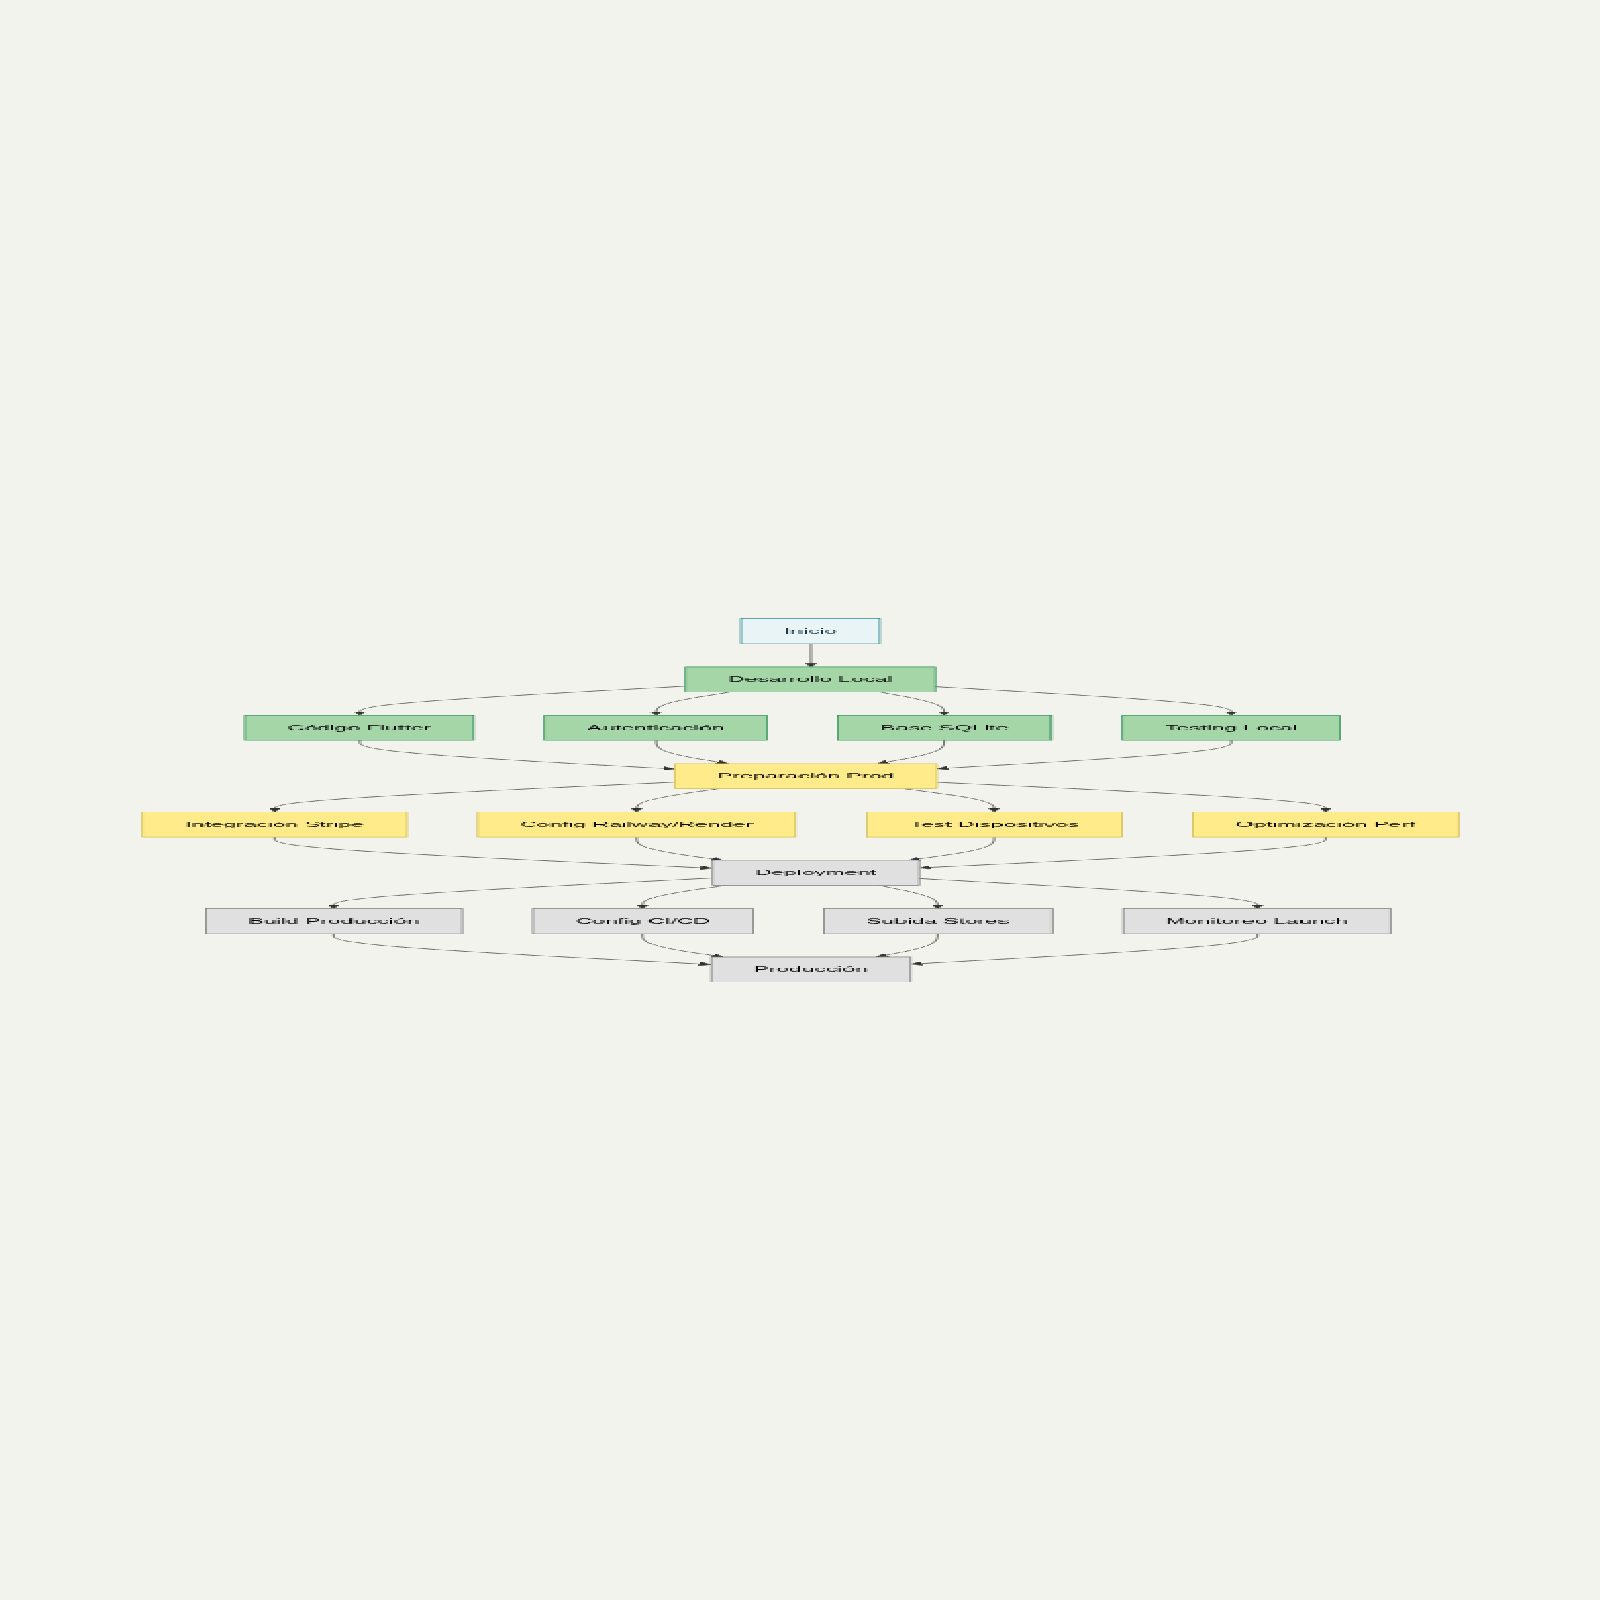 Inicio
Desarrollo Local
Código Flutter
Autenticación
Base SQLite
Testing Local
Preparación Prod
Integración Stripe
Config Railway/Render
Test Dispositivos
Optimización Perf
Deployment
Build Producción
Config CI/CD
Subida Stores
Monitoreo Launch
Producción